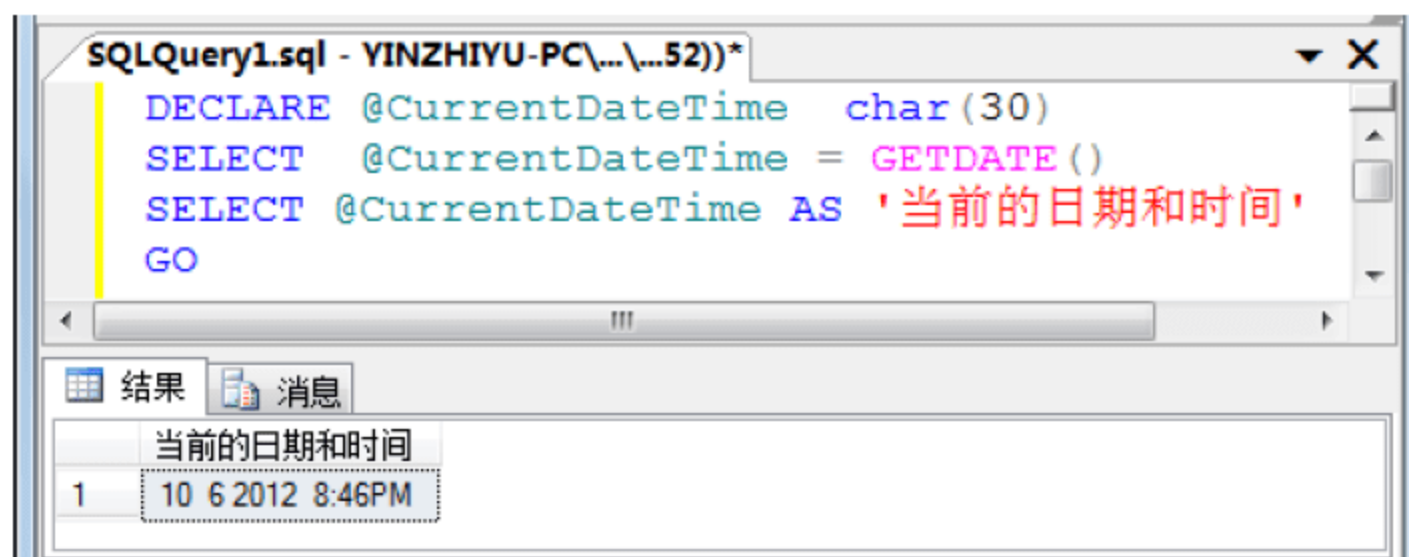 SQLQuery1.sql - YINZHIYU-PC\...\...52))*
DECLARE @CurrentDateTime  char(30)
SELECT  @CurrentDateTime = GETDATE()
SELECT @CurrentDateTime AS '当前的日期和时间'
GO
结果 消息
当前的日期和时间
1 10  6 2012  8:46PM